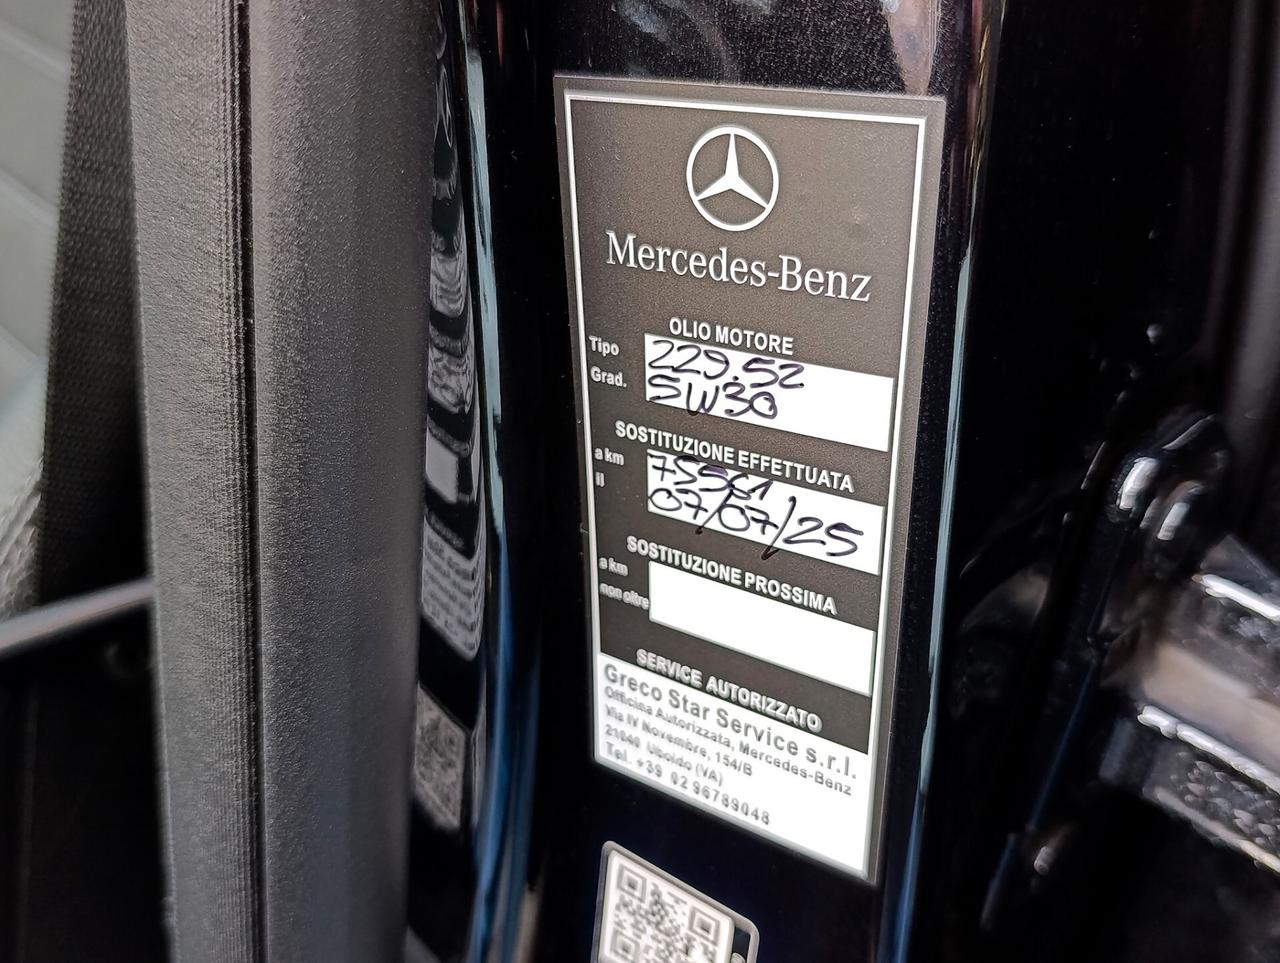 Mercedes-Benz
OLIO MOTORE
Tipo 229.52
Grad. 5W30
SOSTITUZIONE EFFETTUATA
a km
il 07/07/25
SOSTITUZIONE PROSSIMA
a km
non oltre
SERVICE AUTORIZZATO
Greco Star Service s.r.l.
Officina Autorizzata, Mercedes-Benz
Via IV Novembre, 154/B
21040 Uboldo (VA)
Tel. +39 02 96789048